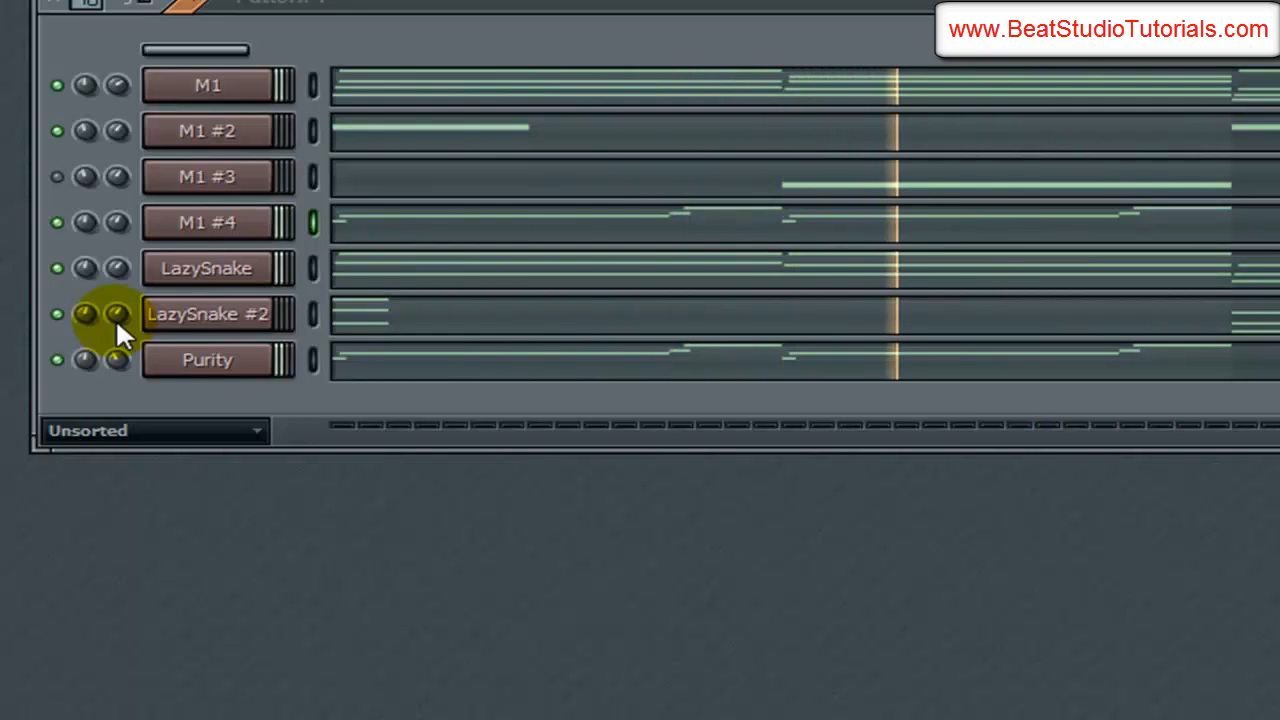 www.BeatStudioTutorials.com
M1
M1 #2
M1 #3
M1 #4
LazySnake
LazySnake #2
Purity
Unsorted